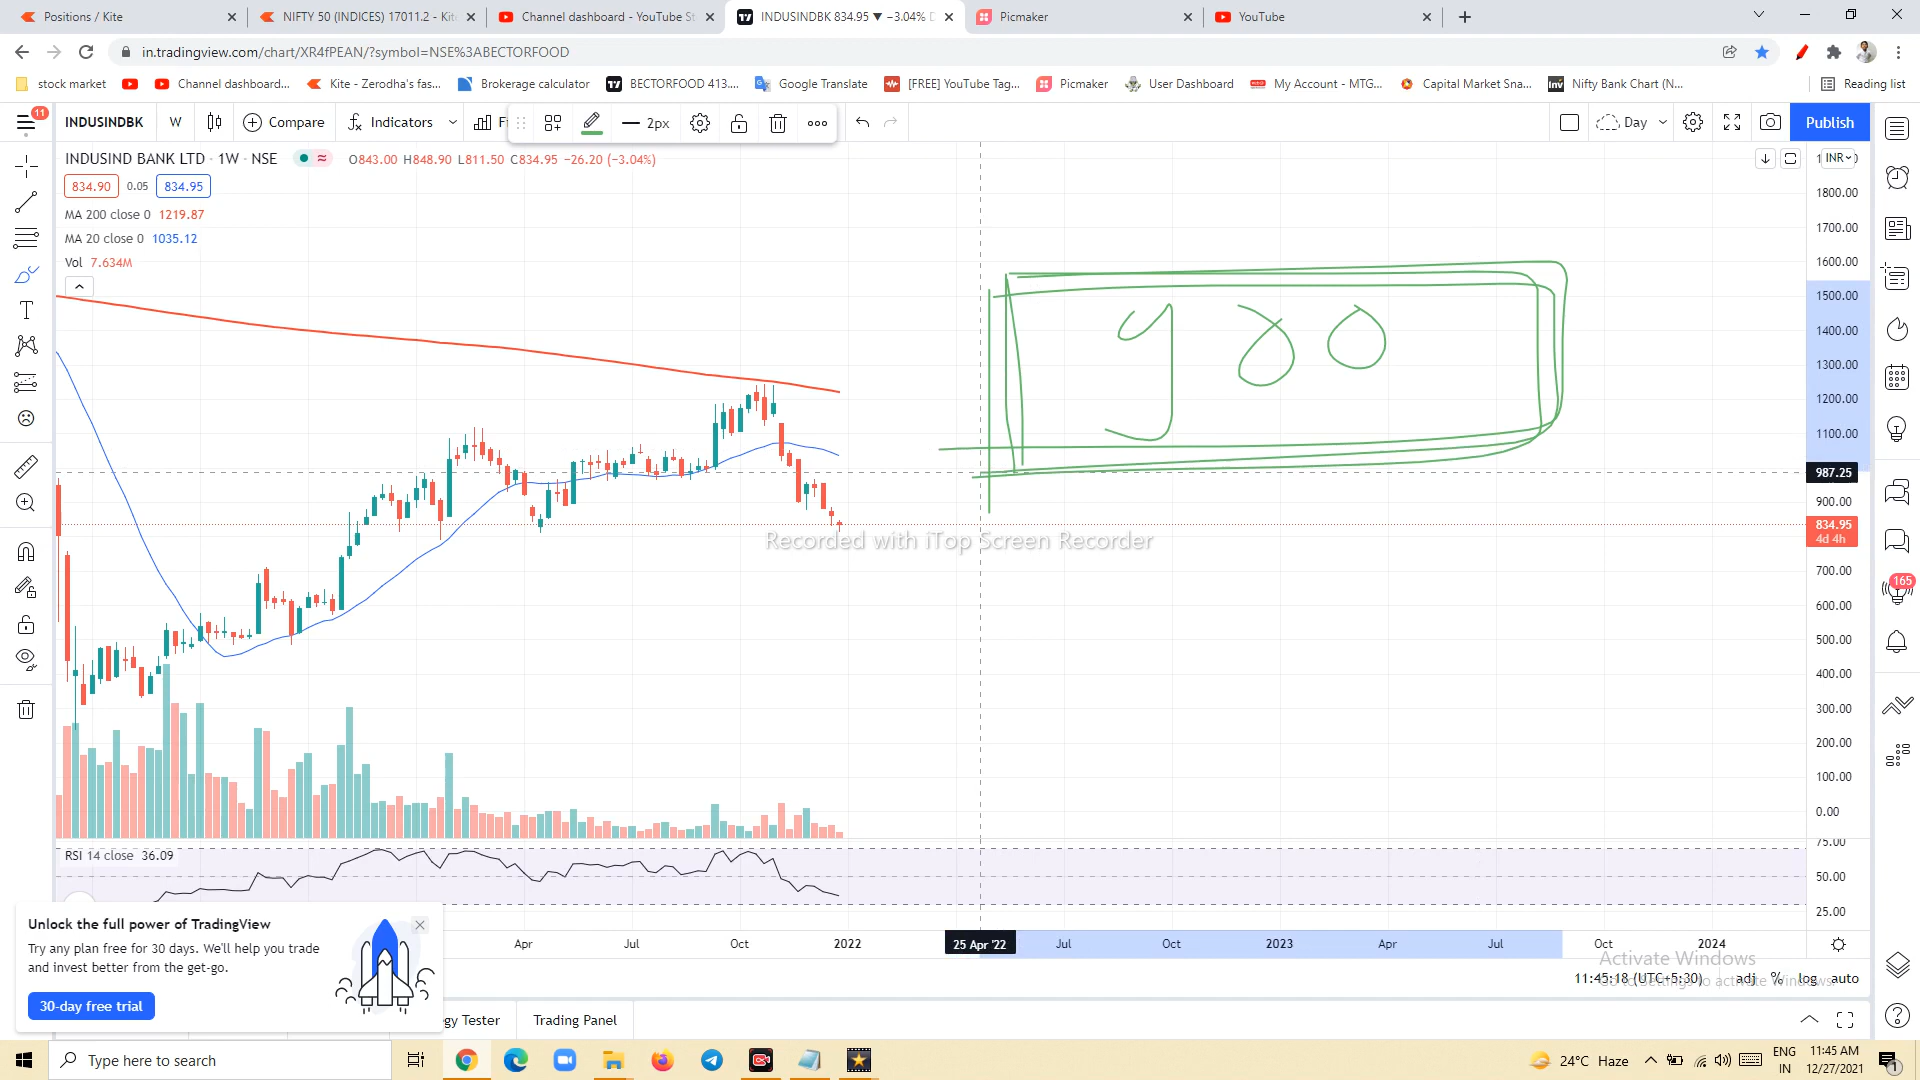 Positions / Kite
NIFTY 50 (INDICES) 17011.2 - Kit
Channel dashboard - YouTube St
INDUSINDBK 834.95 ▼ −3.04%
Picmaker
YouTube
in.tradingview.com/chart/XR4fPEAN/?symbol=NSE%3ABECTORFOOD
stock market
Channel dashboard...
Kite - Zerodha's fas...
Brokerage calculator
BECTORFOOD 413....
Google Translate
[FREE] YouTube Tag...
Picmaker
User Dashboard
My Account - MTG...
Capital Market Sna...
Nifty Bank Chart (N...
Reading list
11
INDUSINDBK
W
Compare
Indicators
2px
Day
Publish
INDUSIND BANK LTD · 1W · NSE
O843.00 H848.90 L811.50 C834.95 −26.20 (−3.04%)
INR
834.90
0.05
834.95
MA 200 close 0 1219.87
MA 20 close 0 1035.12
Vol 7.634M
1800.00
1700.00
1600.00
1500.00
1400.00
1300.00
1200.00
1100.00
987.25
900.00
834.95
4d 4h
700.00
600.00
500.00
400.00
300.00
200.00
100.00
0.00
980
165
Recorded with iTop Screen Recorder
RSI 14 close 36.09
75.00
50.00
25.00
Apr
Jul
Oct
2022
25 Apr '22
Jul
Oct
2023
Apr
Jul
Oct
2024
Unlock the full power of TradingView
Try any plan free for 30 days. We'll help you trade
and invest better from the get-go.
30-day free trial
Activate Windows
Go to Settings to activate Windows.
11:45:18 (UTC+5:30)
adj
%
log
auto
gy Tester
Trading Panel
Type here to search
24°C Haze
ENG
IN
11:45 AM
12/27/2021
1